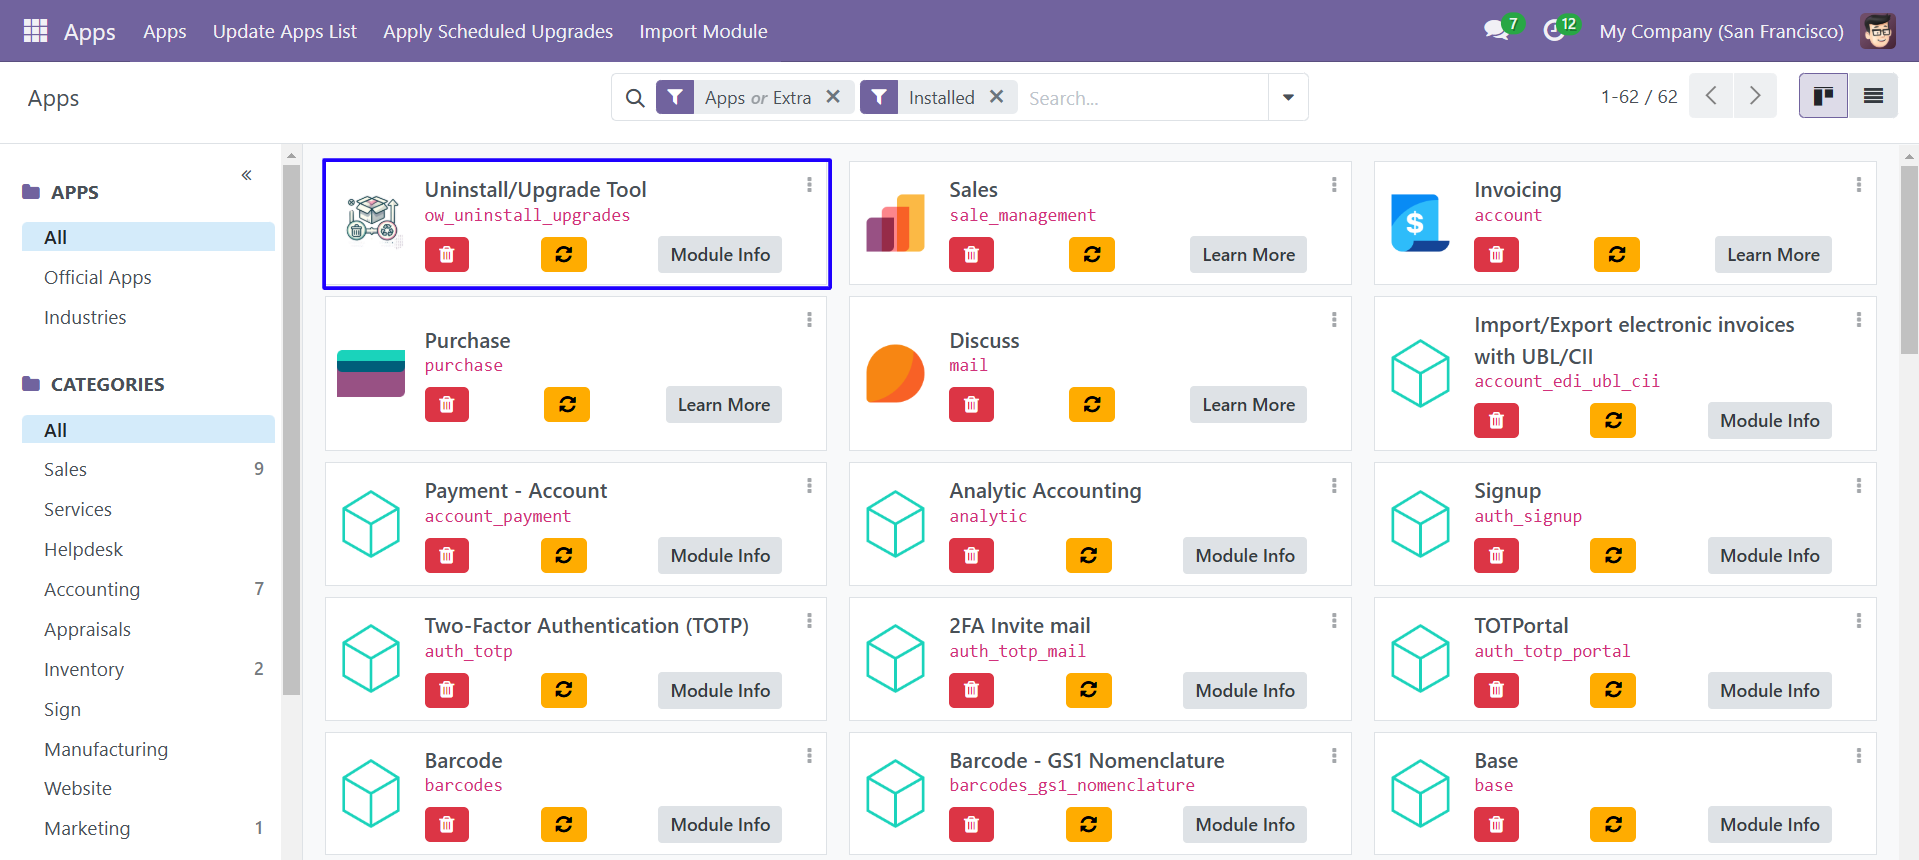 Apps
Apps
Update Apps List
Apply Scheduled Upgrades
Import Module
7
12
My Company (San Francisco)
Apps
Apps or Extra
Installed
Search...
1-62 / 62
APPS
All
Official Apps
Industries
CATEGORIES
All
Sales 9
Services
Helpdesk
Accounting 7
Appraisals
Inventory 2
Sign
Manufacturing
Website
Marketing 1
Uninstall/Upgrade Tool
ow_uninstall_upgrades
Module Info
Sales
sale_management
Learn More
Invoicing
account
$
Learn More
Purchase
purchase
Learn More
Discuss
mail
Learn More
Import/Export electronic invoices
with UBL/CII
account_edi_ubl_cii
Module Info
Payment - Account
account_payment
Module Info
Analytic Accounting
analytic
Module Info
Signup
auth_signup
Module Info
Two-Factor Authentication (TOTP)
auth_totp
Module Info
2FA Invite mail
auth_totp_mail
Module Info
TOTPortal
auth_totp_portal
Module Info
Barcode
barcodes
Module Info
Barcode - GS1 Nomenclature
barcodes_gs1_nomenclature
Module Info
Base
base
Module Info